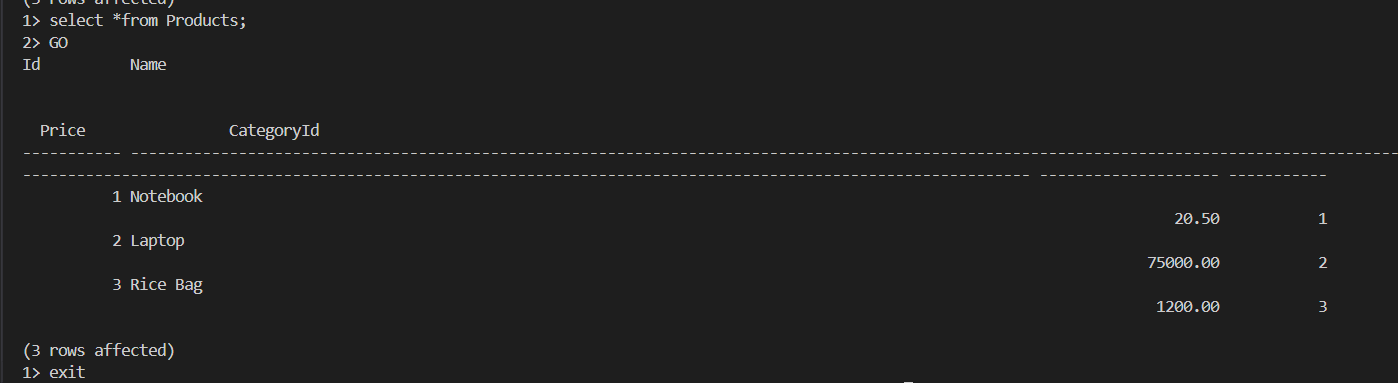 (3 rows affected)
1> select *from Products;
2> GO
Id          Name
  Price                CategoryId
----------- --------------------------------------------------------------------------------------------------------------------------------------------
---------------------------------------------------------------------------------------------------------------- -------------------- -----------
          1 Notebook
20.50           1
          2 Laptop
75000.00           2
          3 Rice Bag
1200.00           3
(3 rows affected)
1> exit